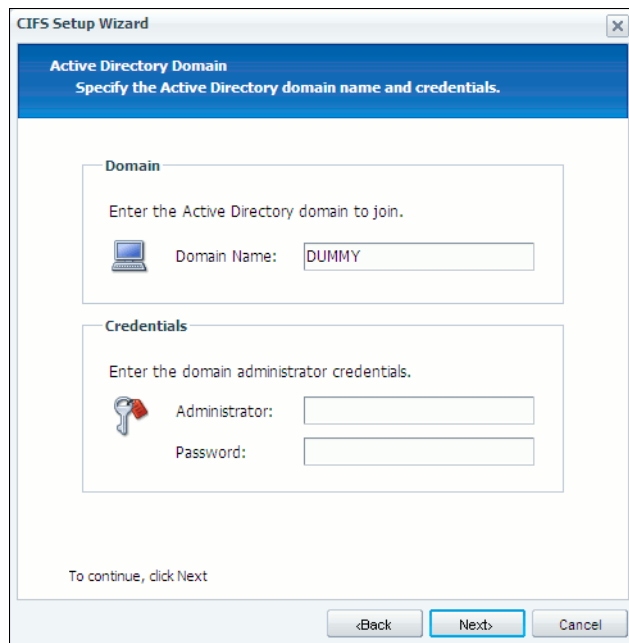 CIFS Setup Wizard
Active Directory Domain
Specify the Active Directory domain name and credentials.
Domain
Enter the Active Directory domain to join.
Domain Name: DUMMY
Credentials
Enter the domain administrator credentials.
Administrator:
Password:
To continue, click Next
<Back Next> Cancel